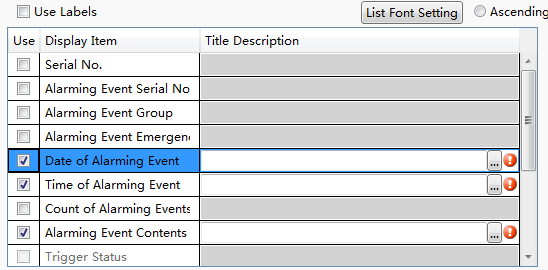 Use Labels List Font Setting Ascending
Use Display Item Title Description
Serial No.
Alarming Event Serial No
Alarming Event Group
Alarming Event Emergenc
Date of Alarming Event ...
Time of Alarming Event ...
Count of Alarming Events
Alarming Event Contents ...
Trigger Status